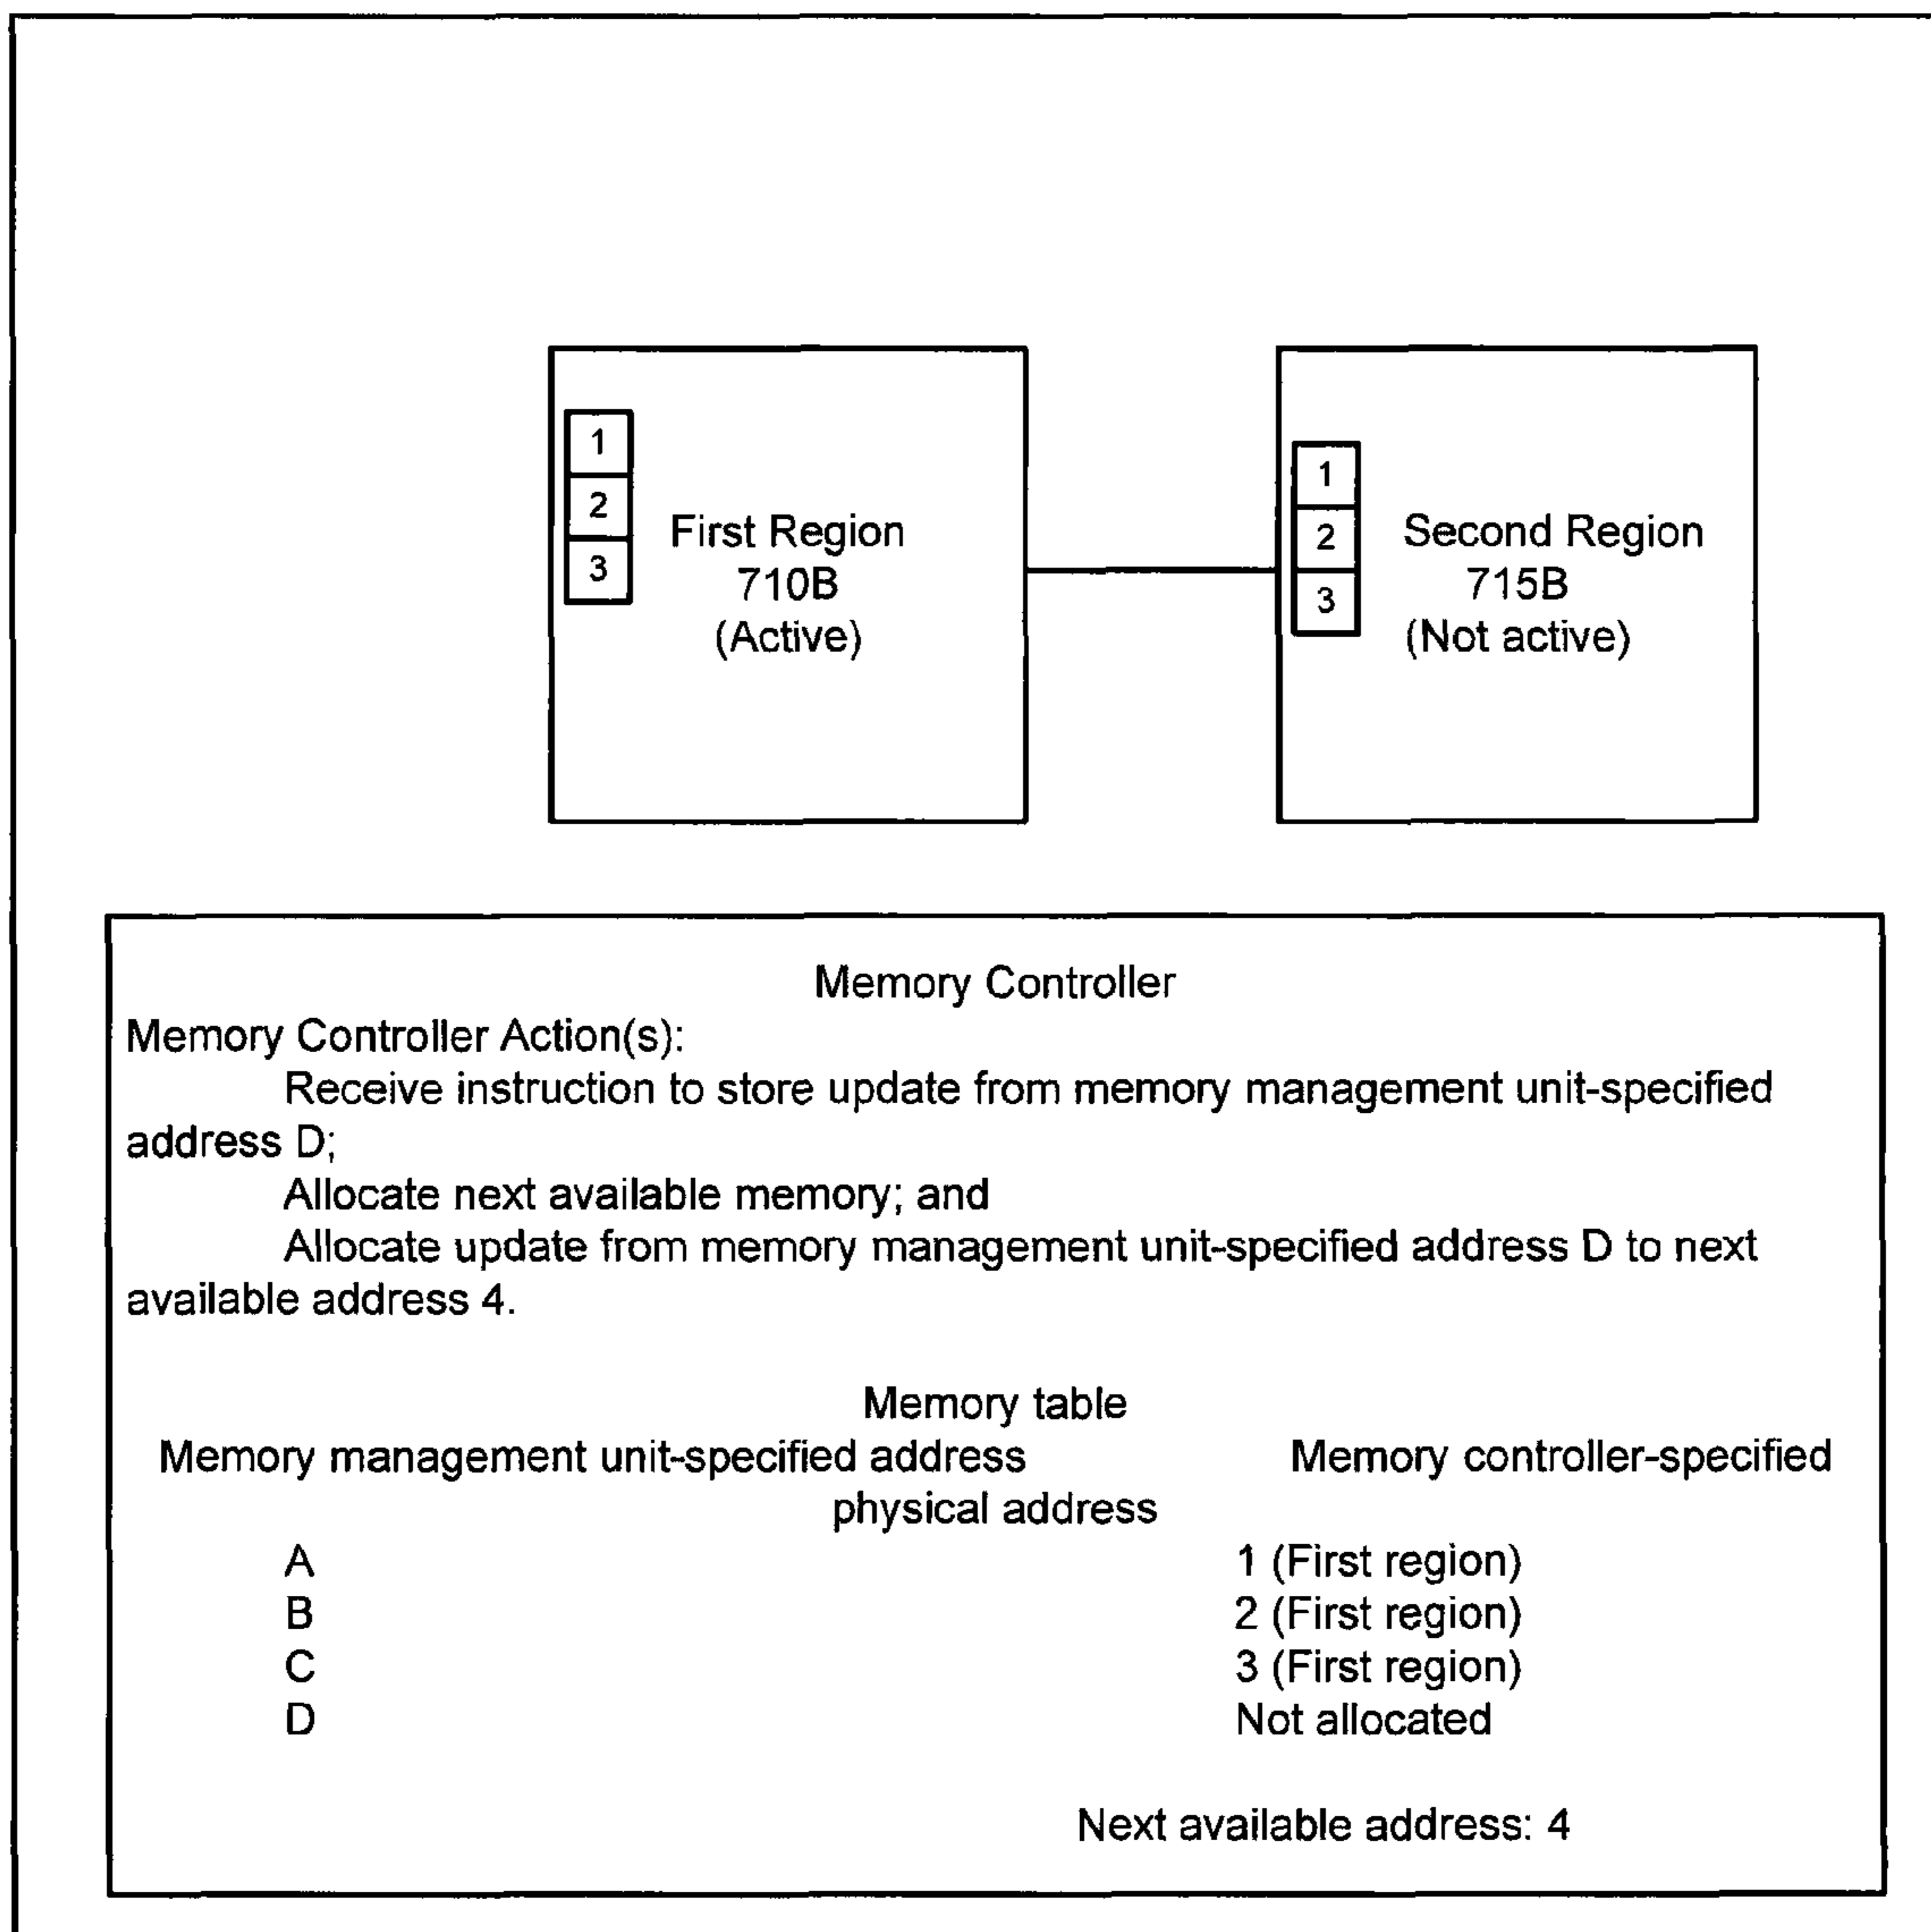 1
2
3
First Region
710B
(Active)
1
2
3
Second Region
715B
(Not active)
Memory Controller
Memory Controller Action(s):
Receive instruction to store update from memory management unit-specified
address D;
Allocate next available memory; and
Allocate update from memory management unit-specified address D to next
available address 4.
Memory table
Memory management unit-specified address Memory controller-specified
physical address
A 1 (First region)
B 2 (First region)
C 3 (First region)
D Not allocated
Next available address: 4